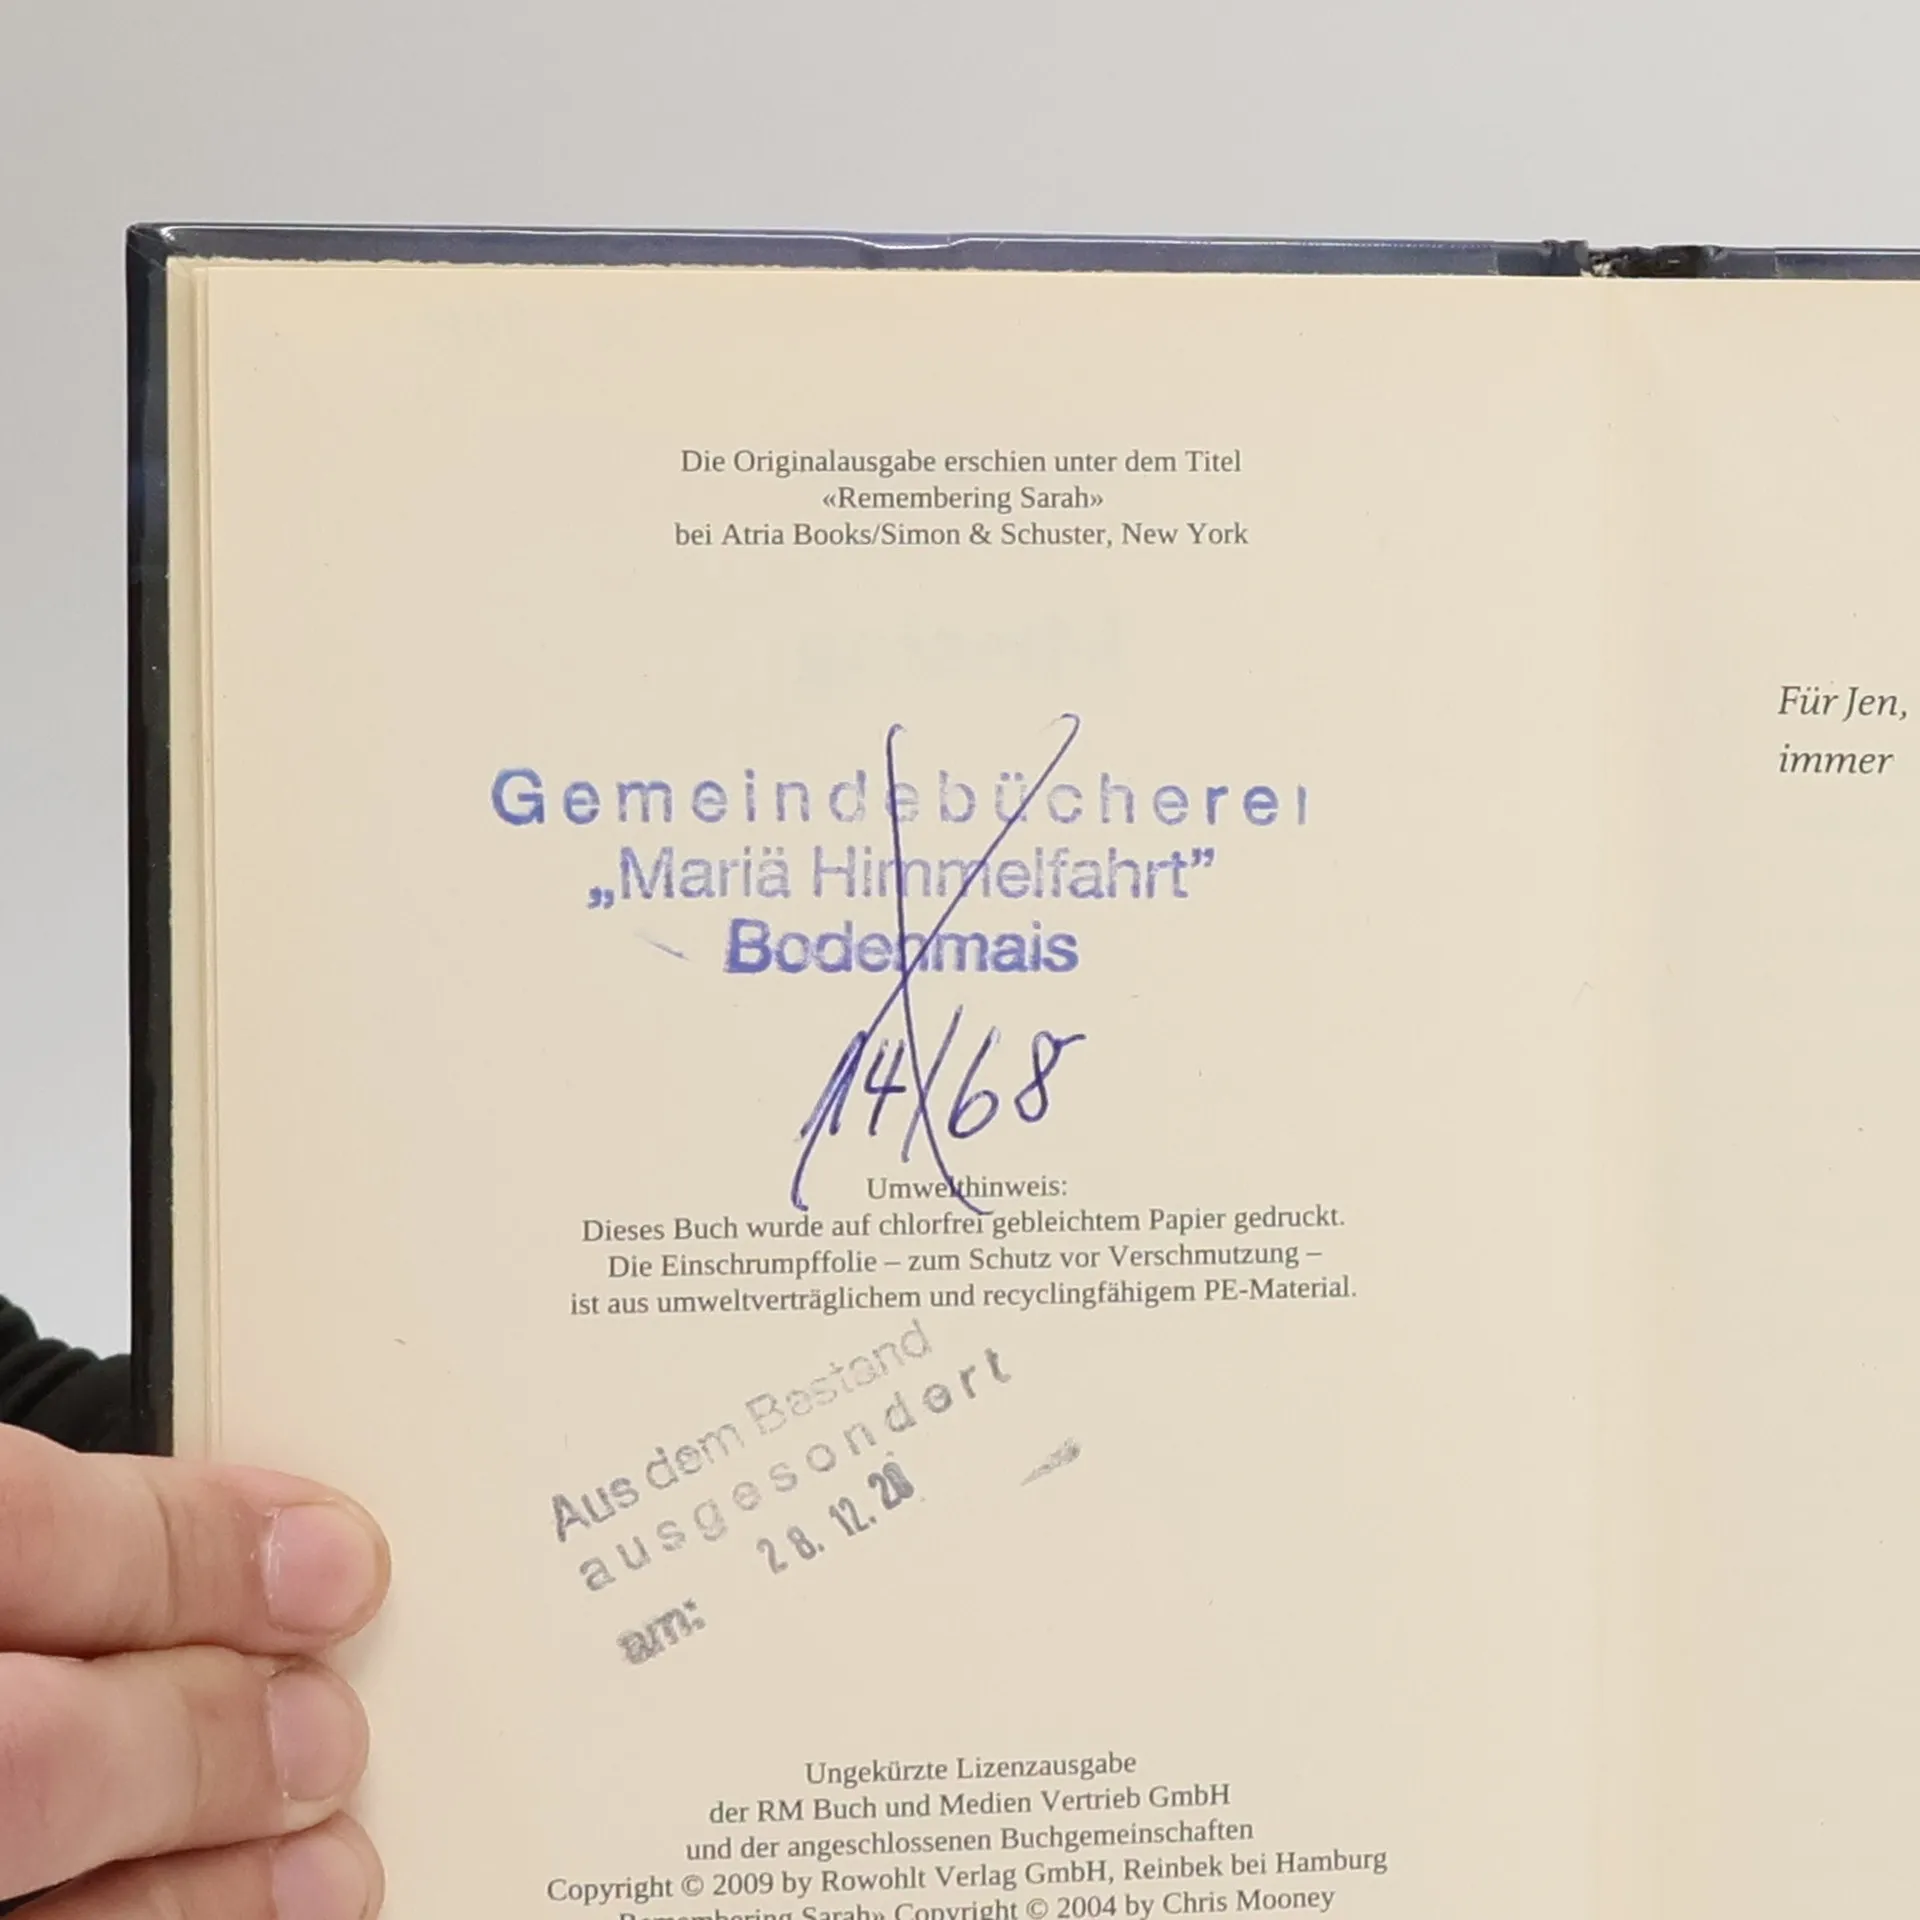 Die Originalausgabe erschien unter dem Titel
«Remembering Sarah»
bei Atria Books/Simon & Schuster, New York
Gemeindebücherei
„Mariä Himmelfahrt”
Bodenmais
14/68
Umwelthinweis:
Dieses Buch wurde auf chlorfrei gebleichtem Papier gedruckt.
Die Einschrumpffolie – zum Schutz vor Verschmutzung –
ist aus umweltverträglichem und recyclingfähigem PE-Material.
Aus dem Bestand
ausgesondert
am: 28. 12. 20
Ungekürzte Lizenzausgabe
der RM Buch und Medien Vertrieb GmbH
und der angeschlossenen Buchgemeinschaften
Copyright © 2009 by Rowohlt Verlag GmbH, Reinbek bei Hamburg
Remembering Sarah» Copyright © 2004 by Chris Mooney
Für Jen,
immer